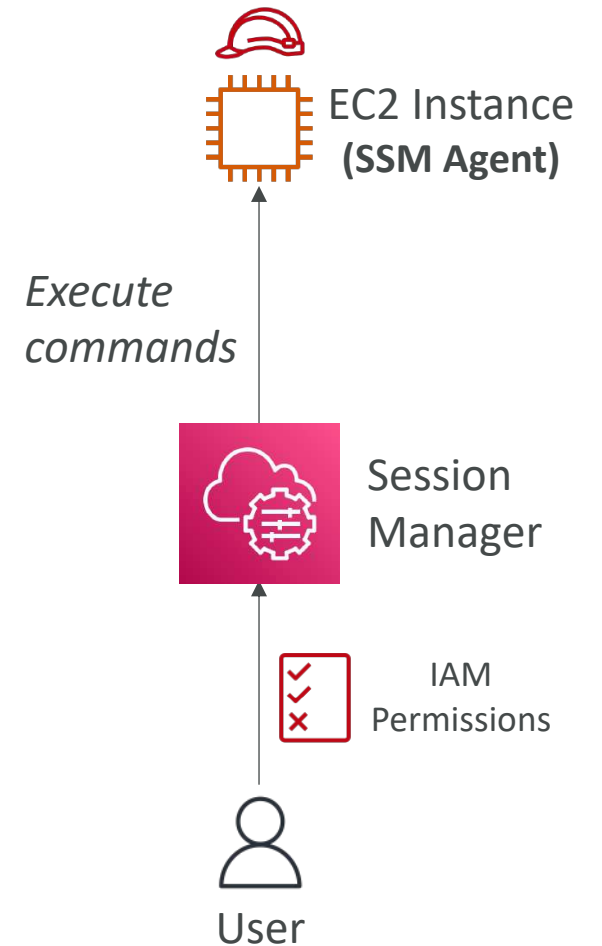 EC2 Instance
(SSM Agent)
Execute
commands
Session
Manager
IAM
Permissions
User